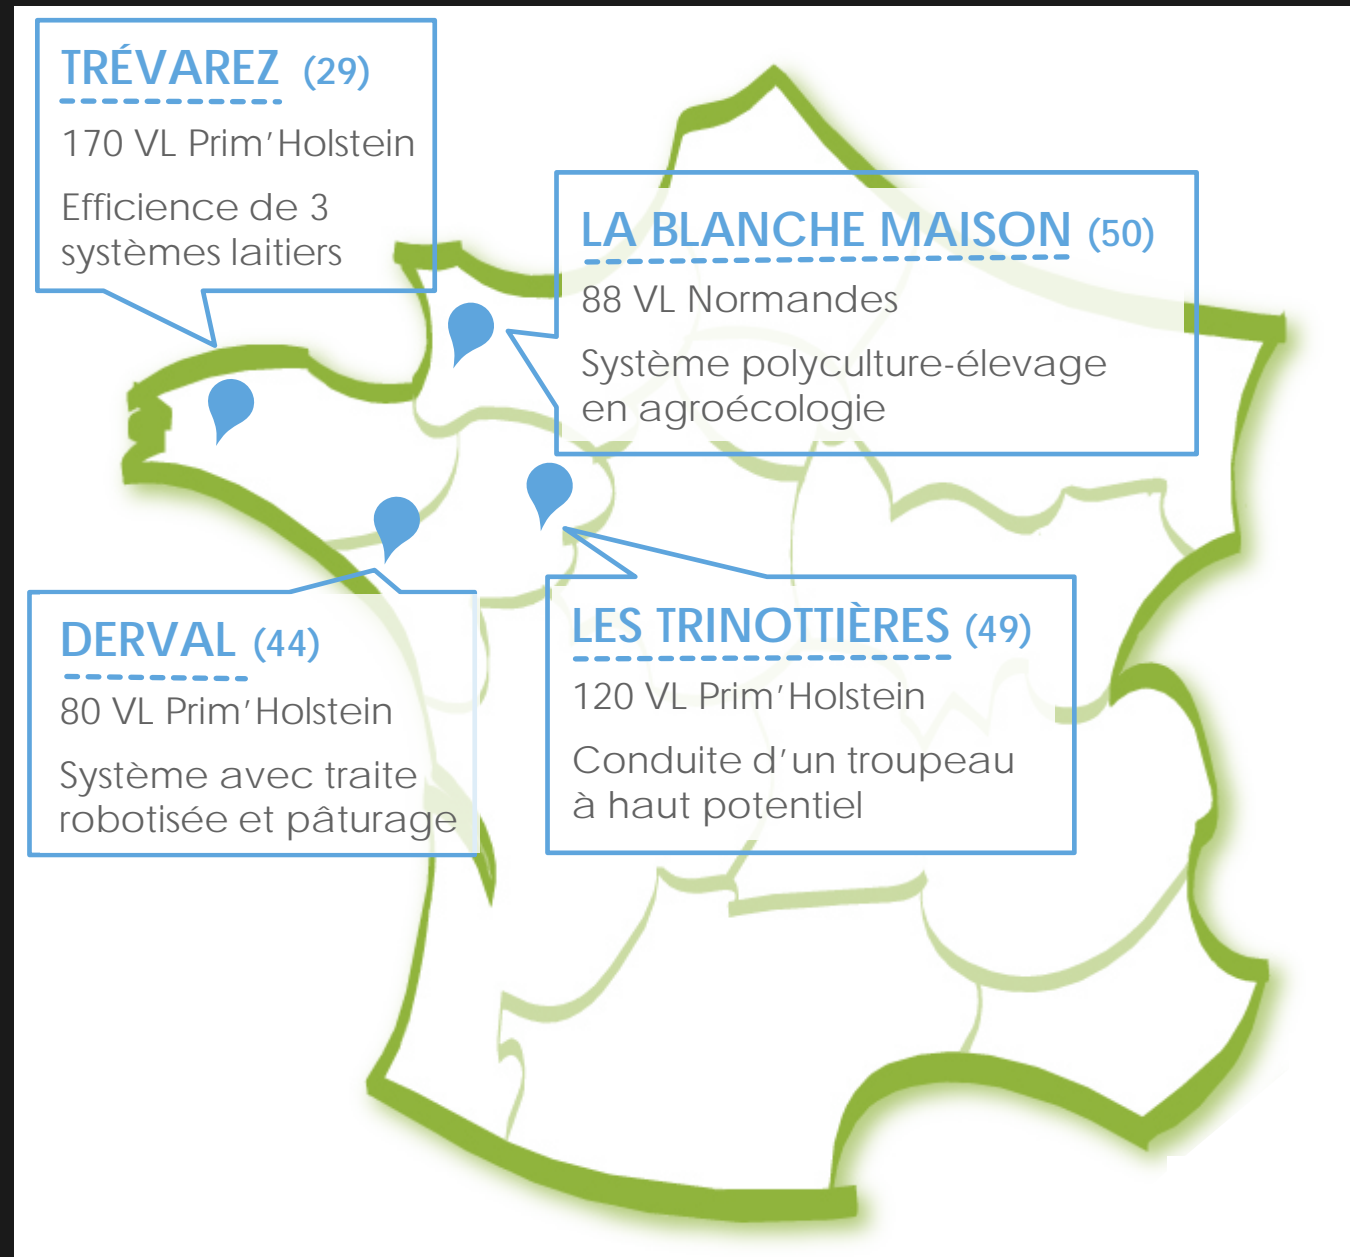 TRÉVAREZ (29)
170 VL Prim’Holstein
Efficience de 3
systèmes laitiers
LA BLANCHE MAISON (50)
88 VL Normandes
Système polyculture-élevage
en agroécologie
DERVAL (44)
80 VL Prim’Holstein
Système avec traite
robotisée et pâturage
LES TRINOTTIÈRES (49)
120 VL Prim’Holstein
Conduite d’un troupeau
à haut potentiel